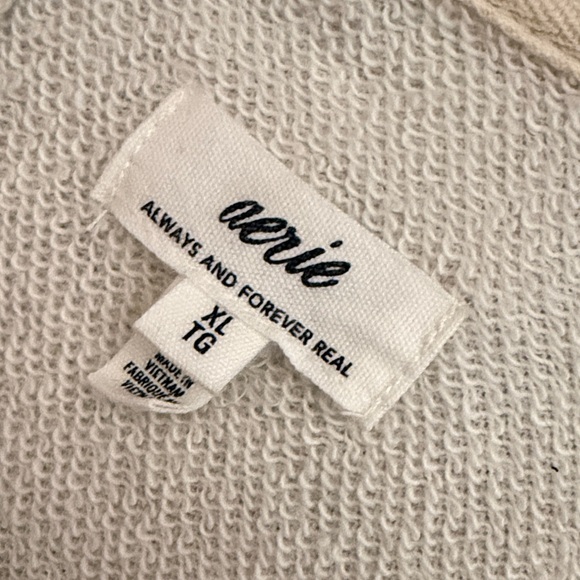 aerie
ALWAYS AND FOREVER REAL
XL
TG
MADE IN
VIETNAM